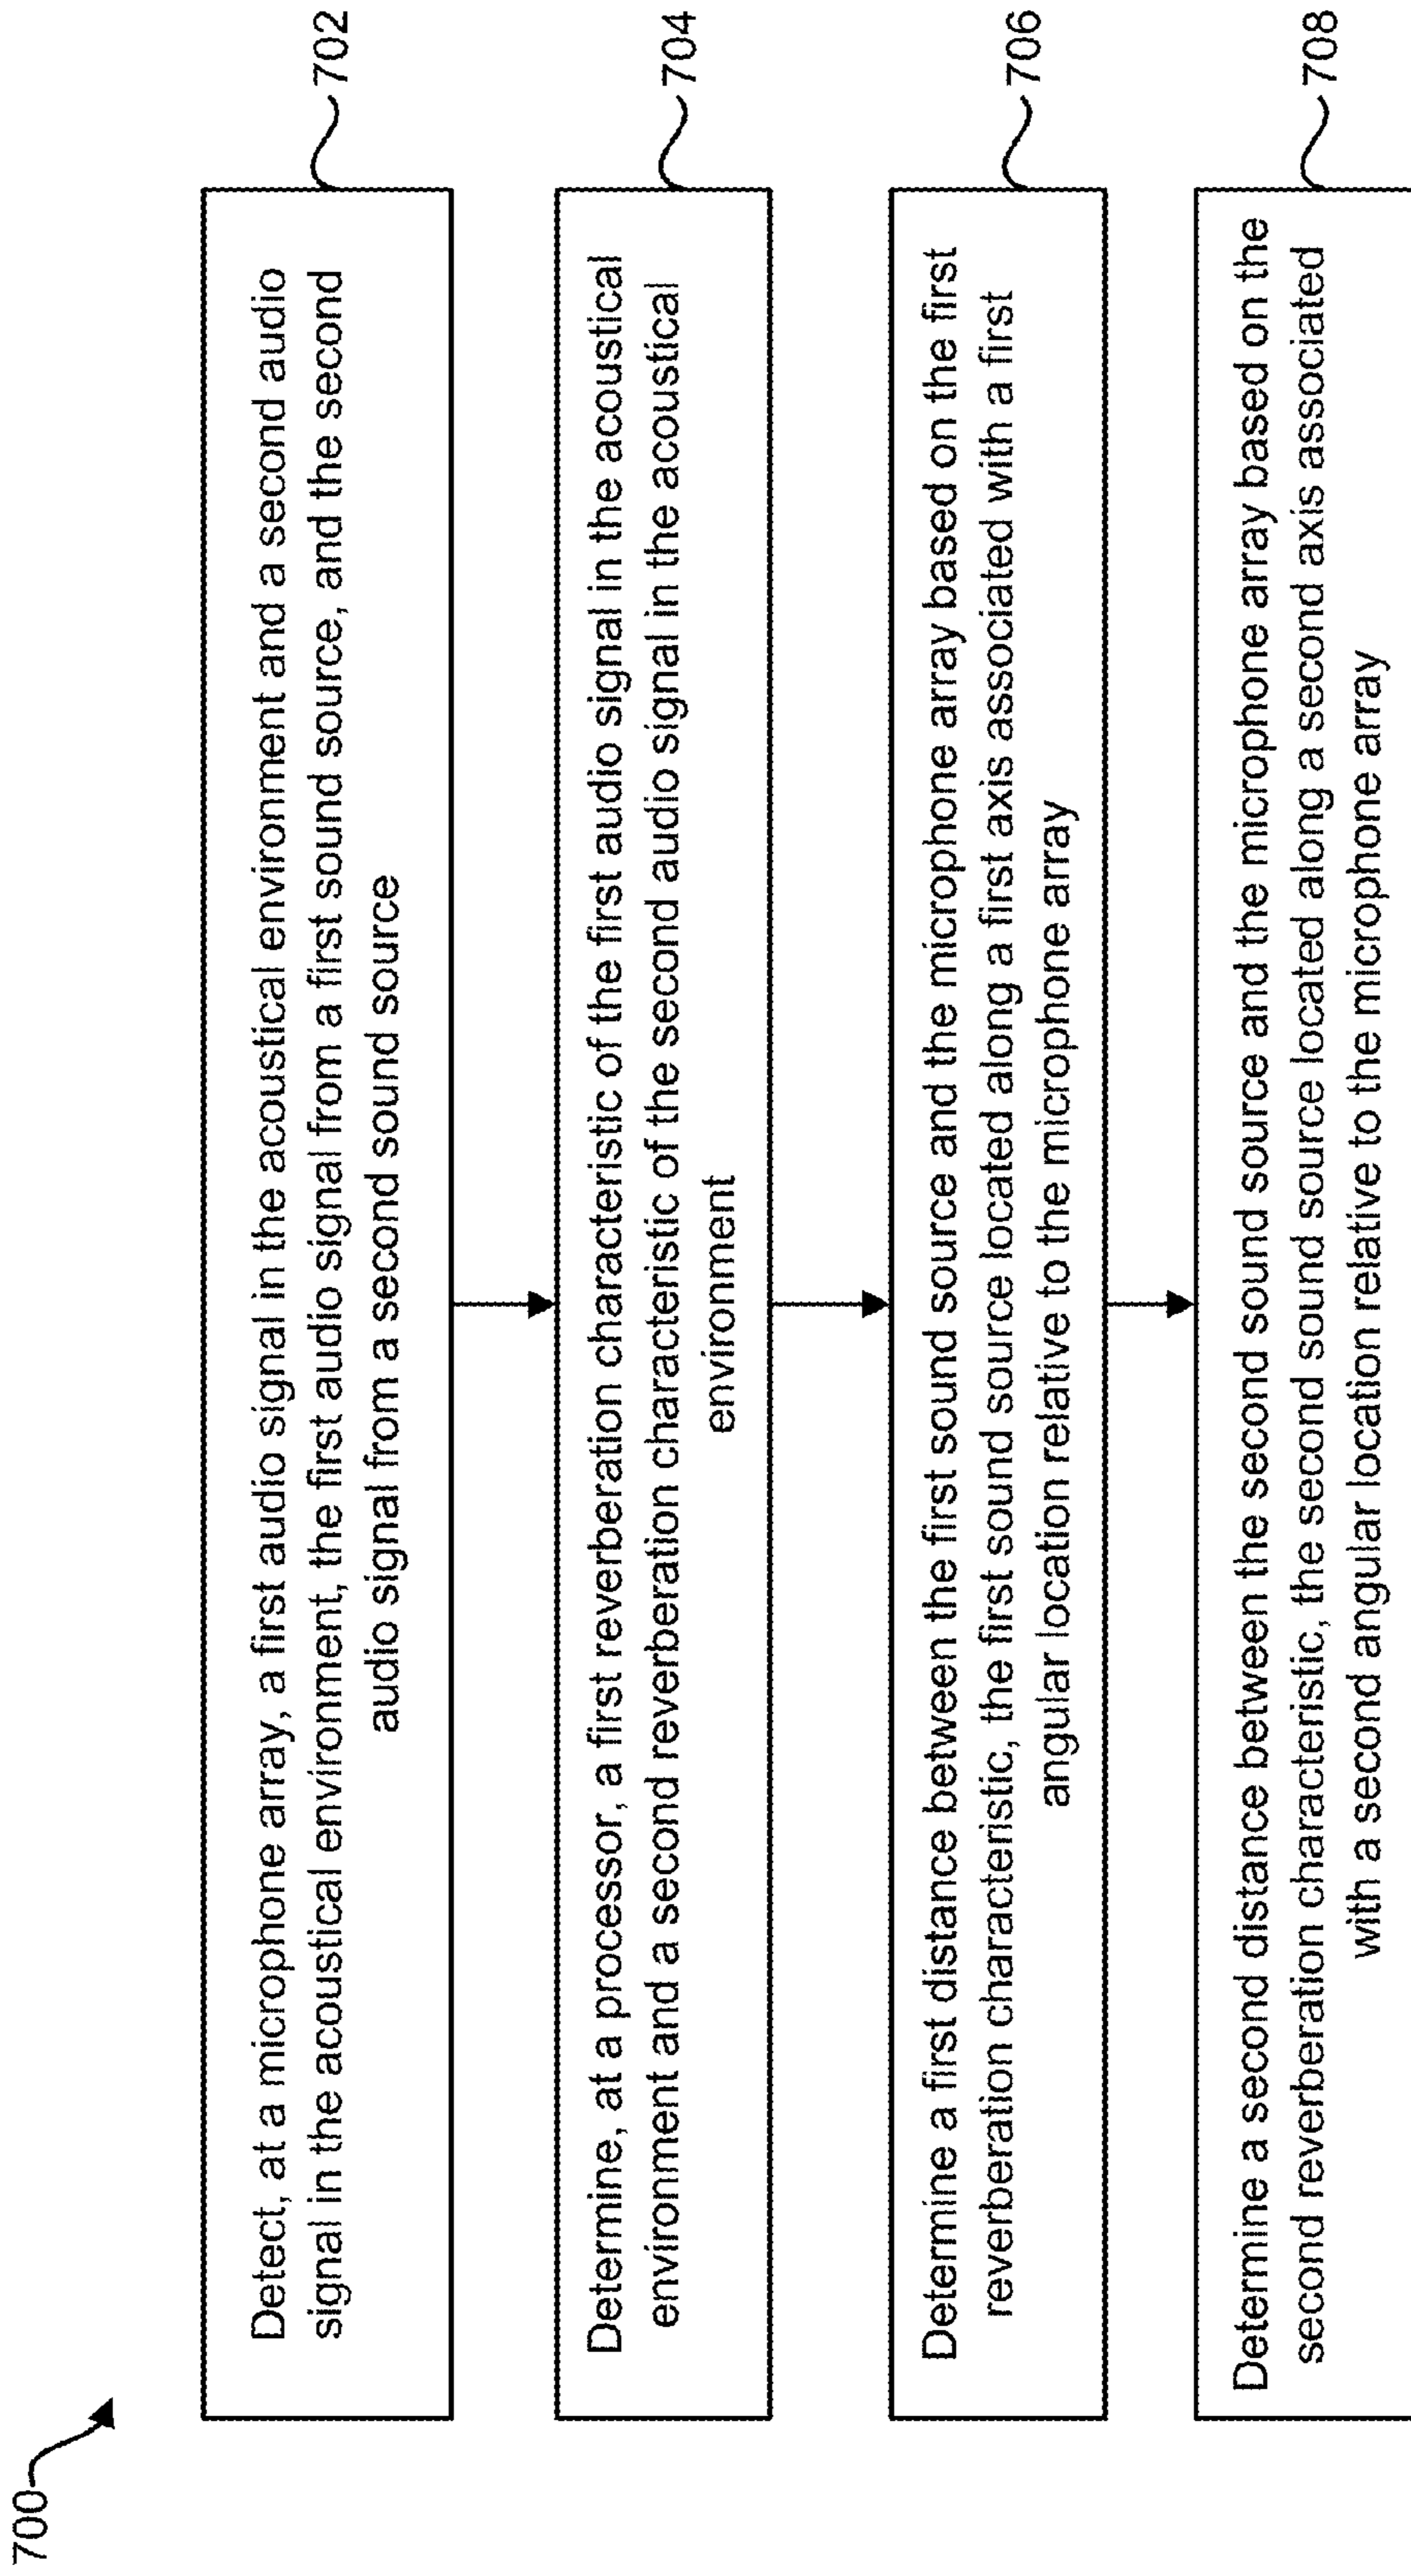 700
Detect, at a microphone array, a first audio signal in the acoustical environment and a second audio
signal in the acoustical environment, the first audio signal from a first sound source, and the second
audio signal from a second sound source
702
Determine, at a processor, a first reverberation characteristic of the first audio signal in the acoustical
environment and a second reverberation characteristic of the second audio signal in the acoustical
environment
704
Determine a first distance between the first sound source and the microphone array based on the first
reverberation characteristic, the first sound source located along a first axis associated with a first
angular location relative to the microphone array
706
Determine a second distance between the second sound source and the microphone array based on the
second reverberation characteristic, the second sound source located along a second axis associated
with a second angular location relative to the microphone array
708